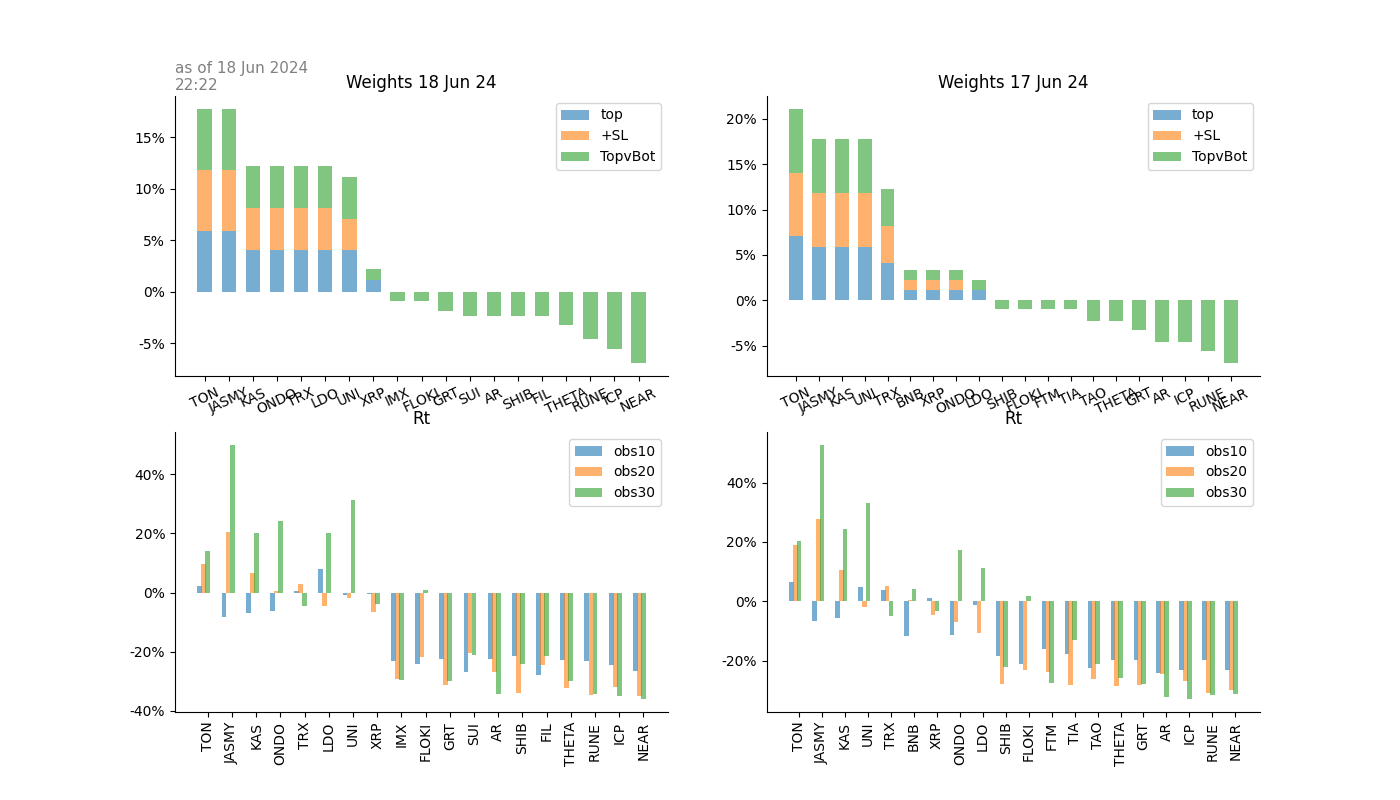 as of 18 Jun 2024
22:22
Weights 18 Jun 24
15%
10%
5%
0%
-5%
top
+SL
TopvBot
TON
JASMY
KAS
ONDO
TRX
LDO
UNI
XRP
IMX
FLOKI
GRT
SUI
AR
SHIB
FIL
THETA
RUNE
ICP
NEAR
Weights 17 Jun 24
20%
15%
10%
5%
0%
-5%
top
+SL
TopvBot
TON
JASMY
KAS
UNI
TRX
BNB
XRP
ONDO
LDO
SHIB
FLOKI
FTM
TIA
TAO
THETA
GRT
AR
ICP
RUNE
NEAR
Rt
40%
20%
0%
-20%
-40%
obs10
obs20
obs30
TON
JASMY
KAS
ONDO
TRX
LDO
UNI
XRP
IMX
FLOKI
GRT
SUI
AR
SHIB
FIL
THETA
RUNE
ICP
NEAR
Rt
40%
20%
0%
-20%
obs10
obs20
obs30
TON
JASMY
KAS
UNI
TRX
BNB
XRP
ONDO
LDO
SHIB
FLOKI
FTM
TIA
TAO
THETA
GRT
AR
ICP
RUNE
NEAR